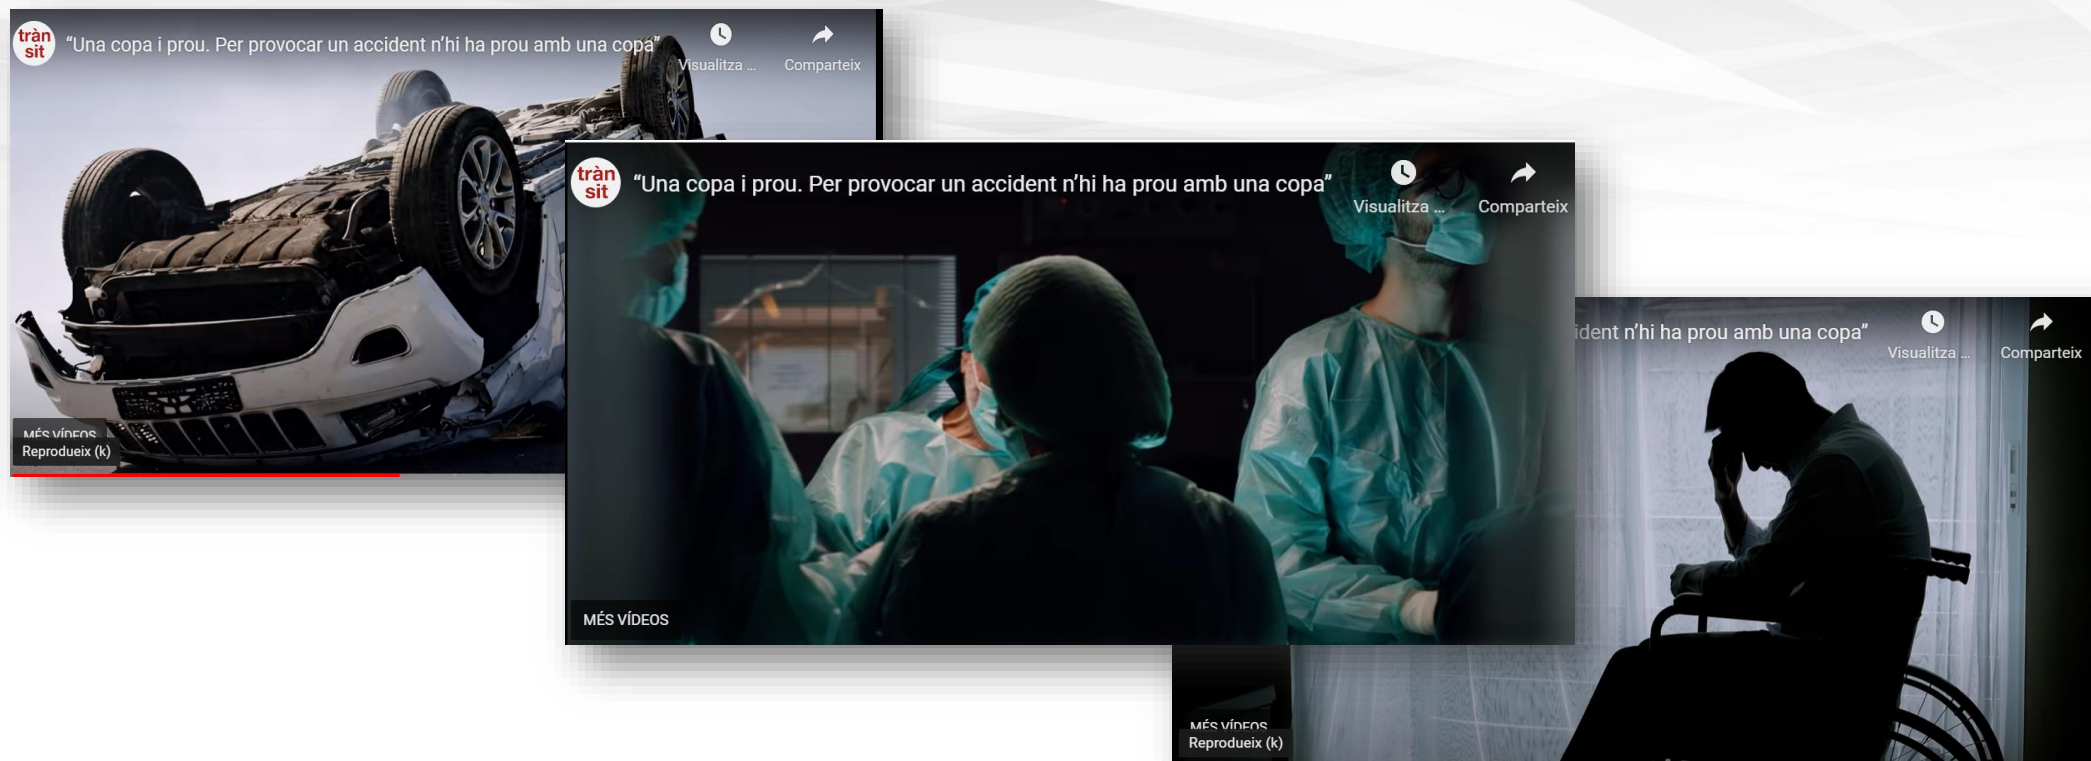 tràn
sit
“Una copa i prou. Per provocar un accident n’hi ha prou amb una copa”
Visualitza ...
Comparteix
MÉS VÍDEOS
Reprodueix (k)
tràn
sit
“Una copa i prou. Per provocar un accident n’hi ha prou amb una copa”
Visualitza ...
Comparteix
MÉS VÍDEOS
ident n’hi ha prou amb una copa”
Visualitza ...
Comparteix
MÉS VÍDEOS
Reprodueix (k)